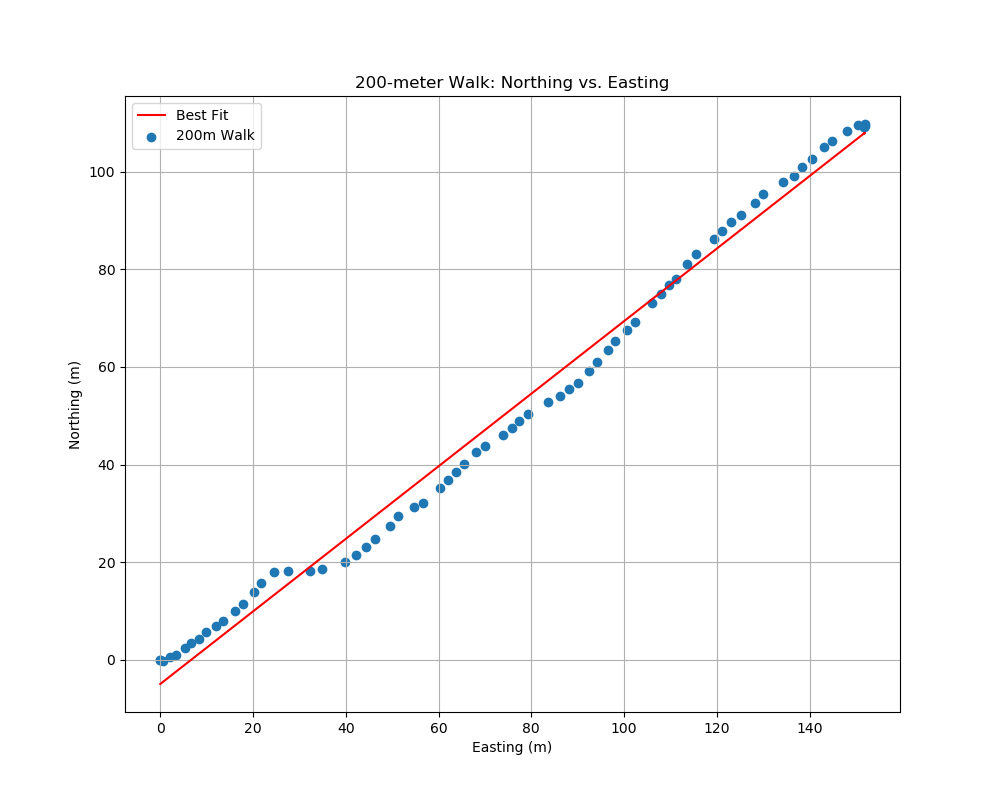 200-meter Walk: Northing vs. Easting
Best Fit
200m Walk
100
80
60
40
20
0
Northing (m)
0 20 40 60 80 100 120 140
Easting (m)